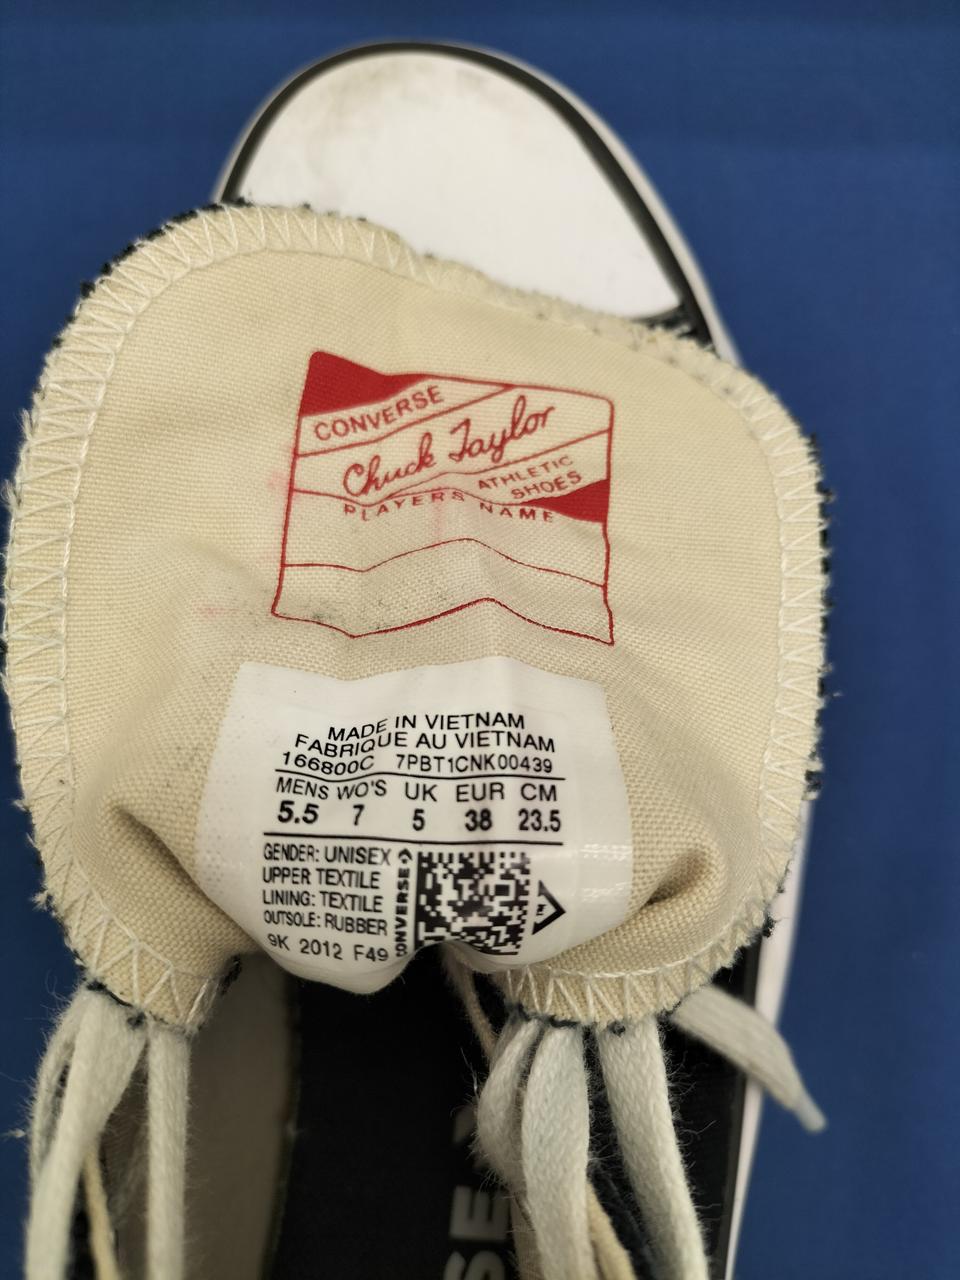 CONVERSE
Chuck Taylor
ATHLETIC
SHOES
PLAYERS NAME
MADE IN VIETNAM
FABRIQUE AU VIETNAM
166800C 7PBT1CNK00439
MENS WO'S UK EUR CM
5.5 7 5 38 23.5
GENDER: UNISEX
UPPER TEXTILE
LINING: TEXTILE
OUTSOLE: RUBBER
9K 2012 F49
CONVERSE
TM